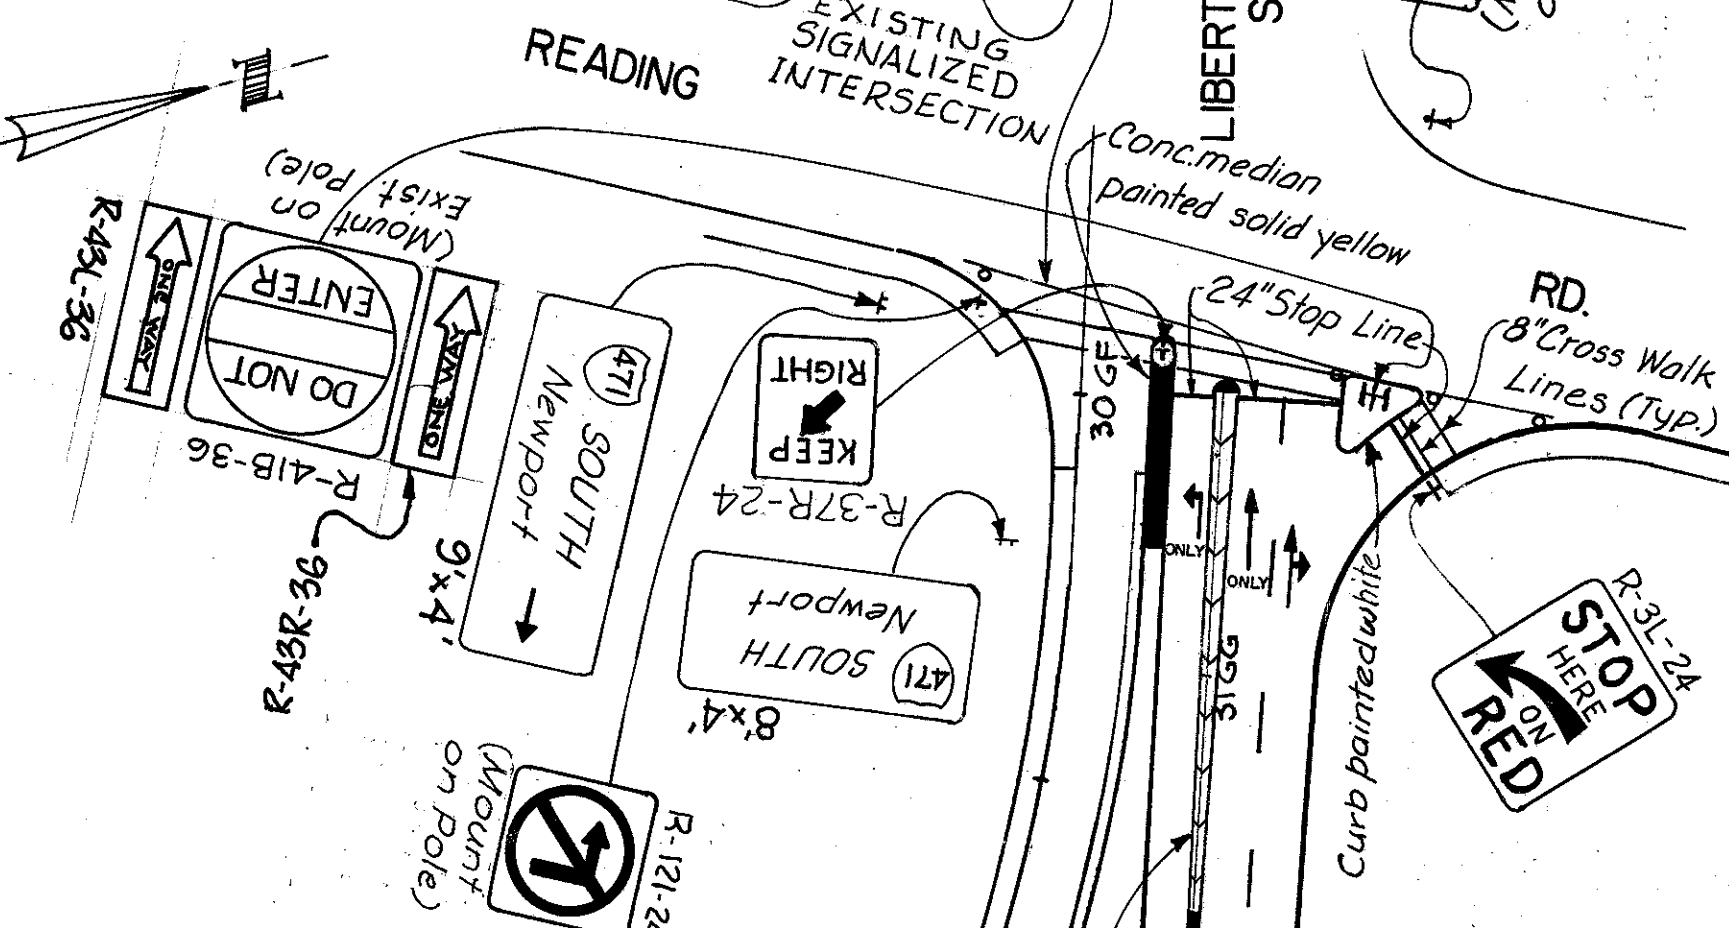 READING
EXISTING
SIGNALIZED
INTERSECTION
LIBERT
S
Conc. median
painted solid yellow
24" Stop Line
RD.
8" Cross Walk
Lines (Typ.)
(Mount on
Exist. Pole)
R-43L-36
ONE WAY
DO NOT
ENTER
ONE WAY
R-41B-36
R-43R-36
9'x4'
471 SOUTH
Newport
KEEP
RIGHT
R-37R-24
471 SOUTH
Newport
8'x4'
(Mount
on Pole)
R-121-24
30 GF
31 GG
ONLY
ONLY
Curb painted white
STOP
HERE
ON
RED
R-3L-24